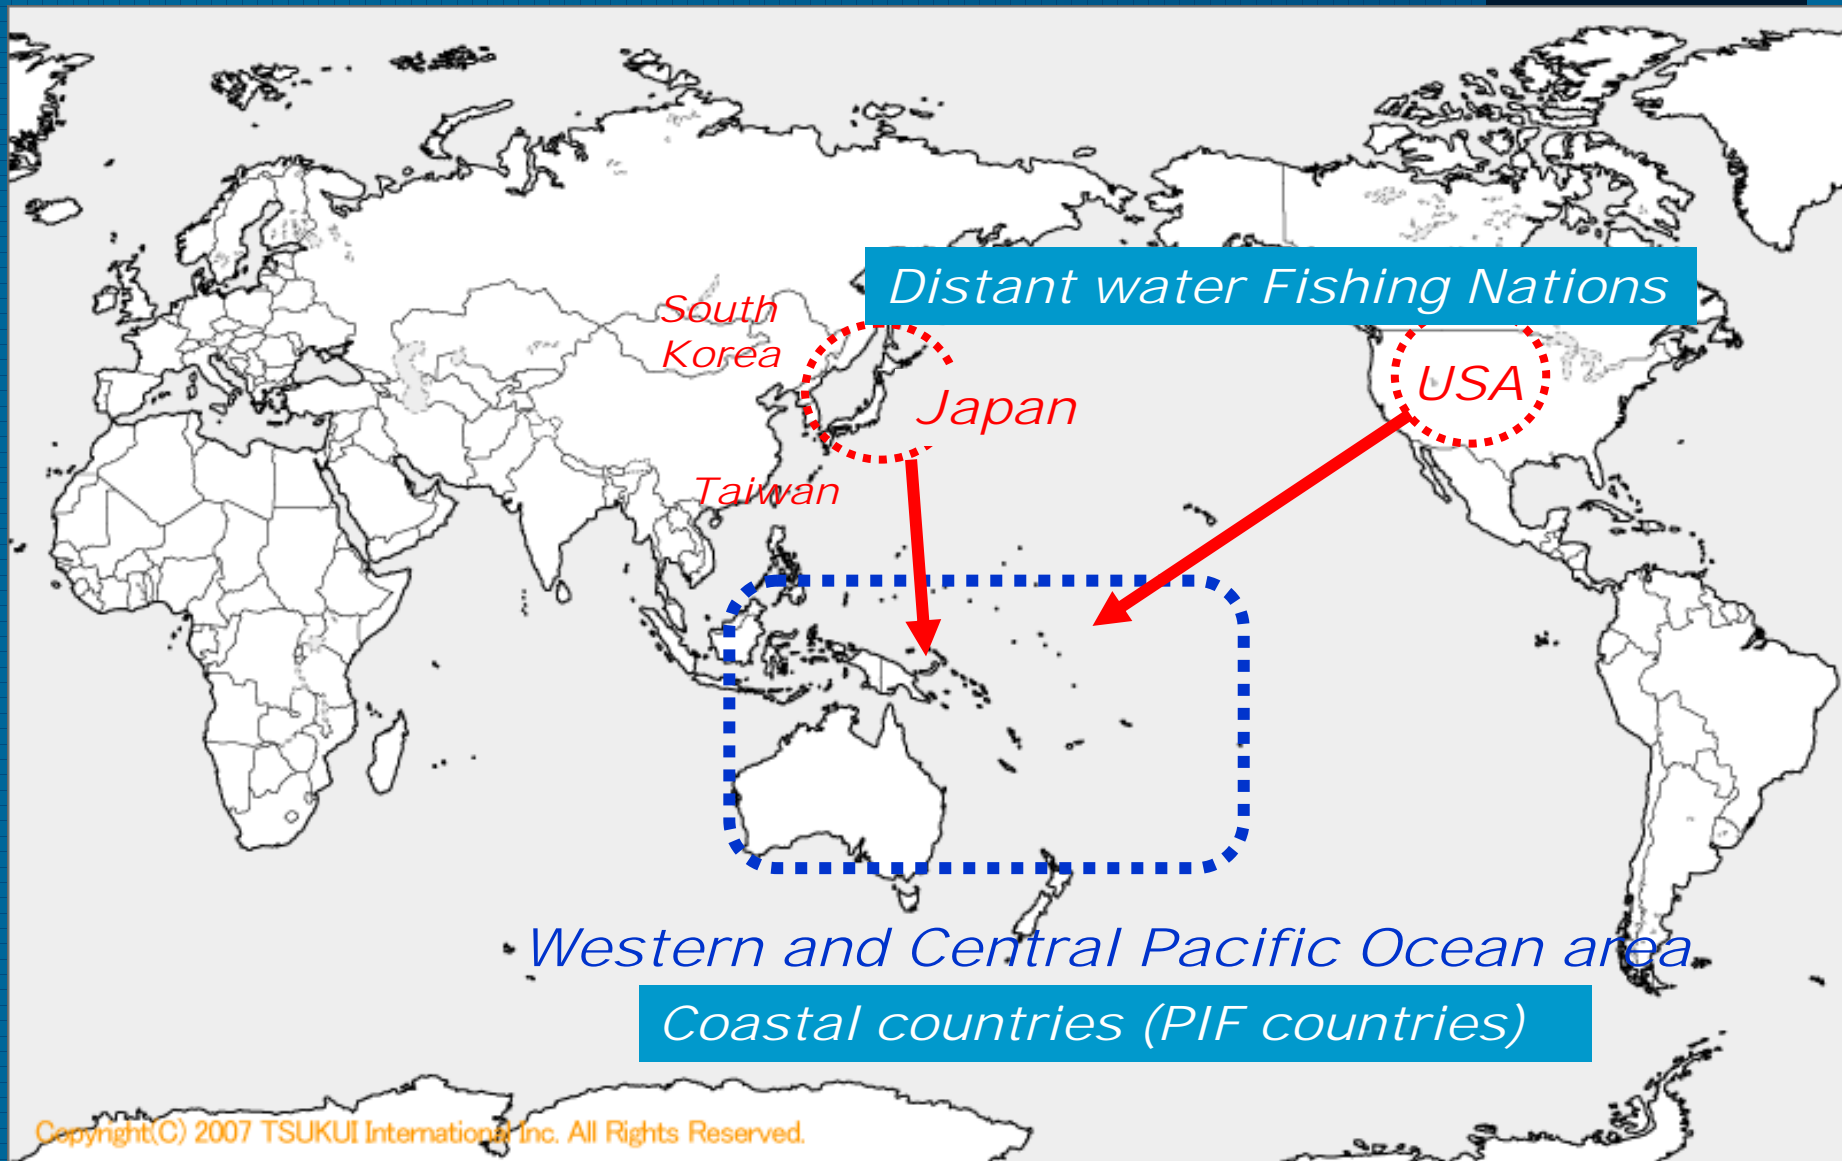 Distant water Fishing Nations
South
Korea
Japan
USA
Taiwan
Western and Central Pacific Ocean area
Coastal countries (PIF countries)
Copyright(C) 2007 TSUKUI International Inc. All Rights Reserved.